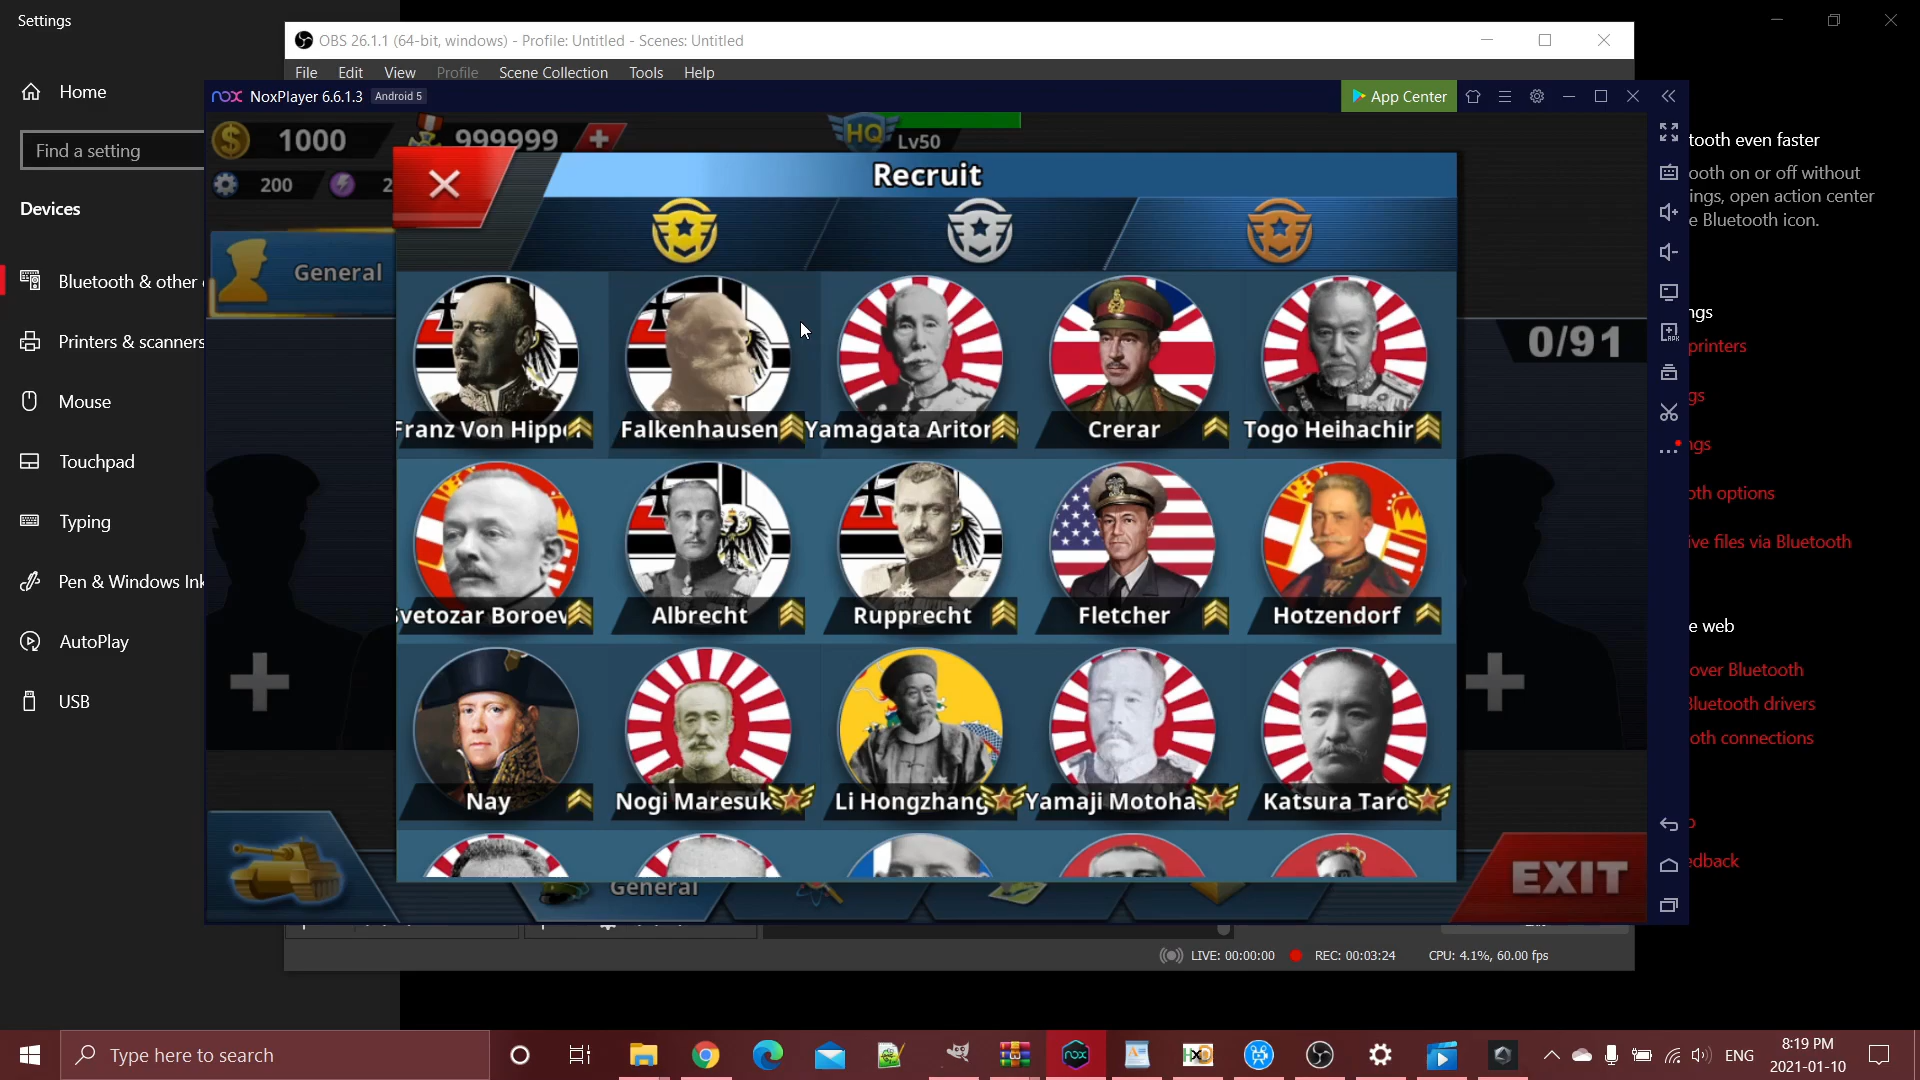 Settings
OBS 26.1.1 (64-bit, windows) - Profile: Untitled - Scenes: Untitled
File Edit View Profile Scene Collection Tools Help
Home
nox NoxPlayer 6.6.1.3 Android 5
App Center
1000
999999
HQ
Lv50
Find a setting
200
2
Recruit
tooth even faster
ooth on or off without
ings, open action center
e Bluetooth icon.
Devices
General
Bluetooth & other
Printers & scanners
Mouse
Touchpad
Typing
Pen & Windows Ink
AutoPlay
USB
0/91
ngs
printers
gs
ngs
oth options
ive files via Bluetooth
e web
over Bluetooth
Bluetooth drivers
oth connections
edback
Franz Von Hippe
Falkenhausen
Yamagata Aritom
Crerar
Togo Heihachir
Svetozar Boroev
Albrecht
Rupprecht
Fletcher
Hotzendorf
Nay
Nogi Maresuk
Li Hongzhang
Yamaji Motoha
Katsura Taro
General
EXIT
LIVE: 00:00:00
REC: 00:03:24
CPU: 4.1%, 60.00 fps
Type here to search
nox
ENG
8:19 PM
2021-01-10